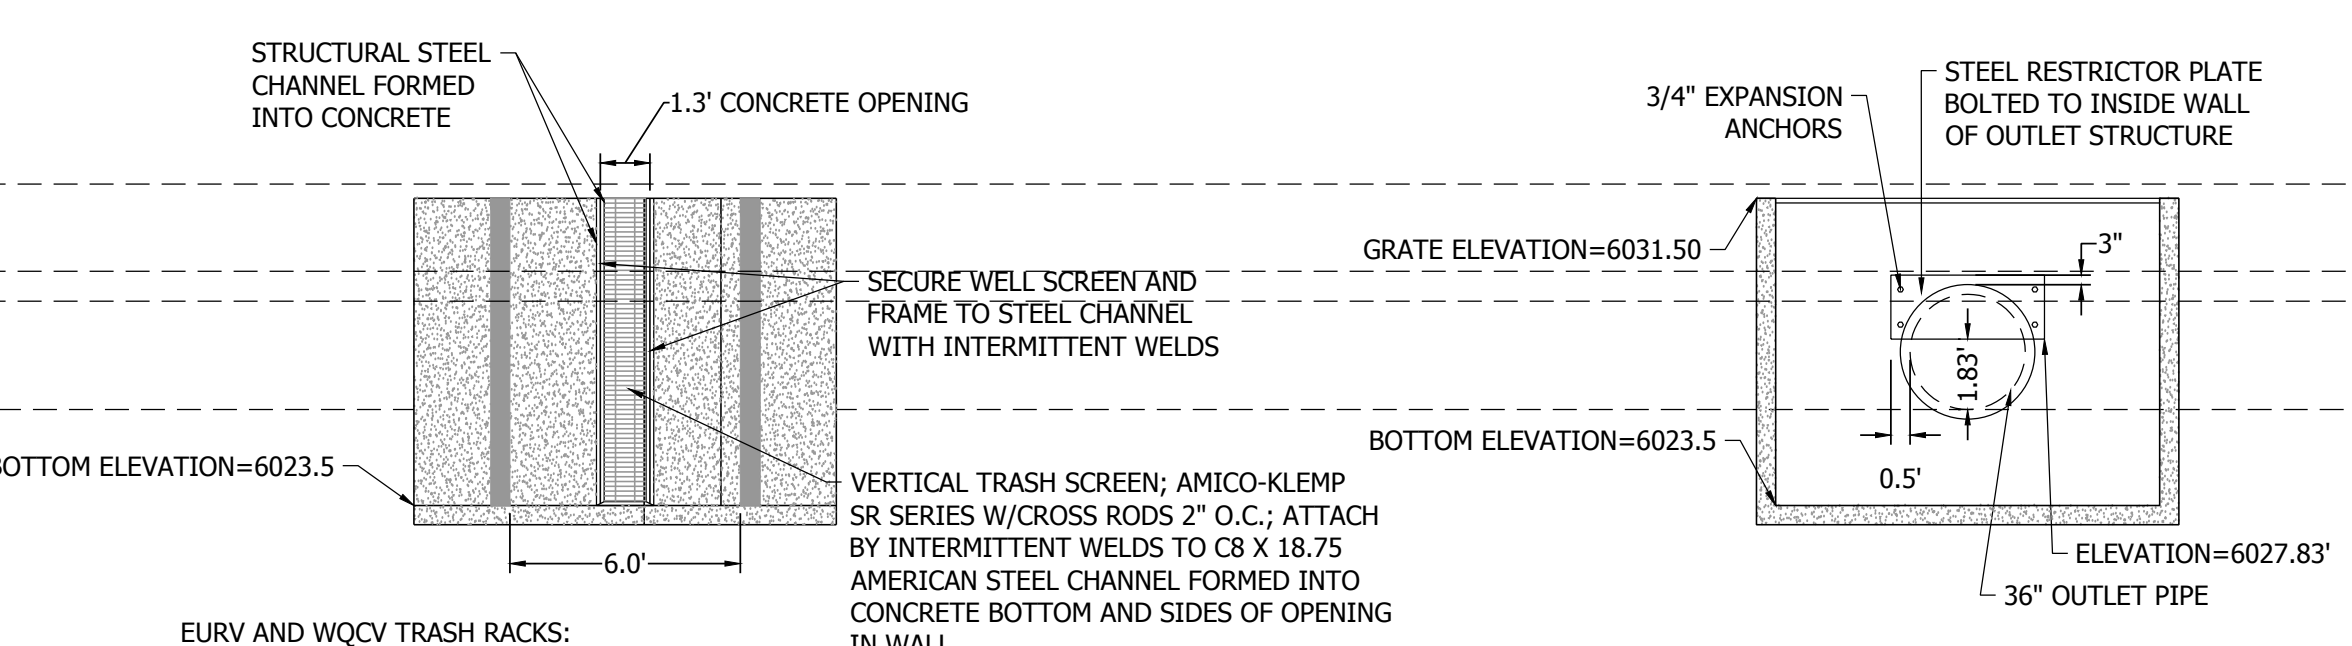 STRUCTURAL STEEL
CHANNEL FORMED
INTO CONCRETE
1.3' CONCRETE OPENING
SECURE WELL SCREEN AND
FRAME TO STEEL CHANNEL
WITH INTERMITTENT WELDS
BOTTOM ELEVATION=6023.5
VERTICAL TRASH SCREEN; AMICO-KLEMP
SR SERIES W/CROSS RODS 2" O.C.; ATTACH
BY INTERMITTENT WELDS TO C8 X 18.75
AMERICAN STEEL CHANNEL FORMED INTO
CONCRETE BOTTOM AND SIDES OF OPENING
IN WALL
6.0'
EURV AND WQCV TRASH RACKS:
3/4" EXPANSION
ANCHORS
STEEL RESTRICTOR PLATE
BOLTED TO INSIDE WALL
OF OUTLET STRUCTURE
GRATE ELEVATION=6031.50
3"
1.83'
BOTTOM ELEVATION=6023.5
0.5'
ELEVATION=6027.83'
36" OUTLET PIPE